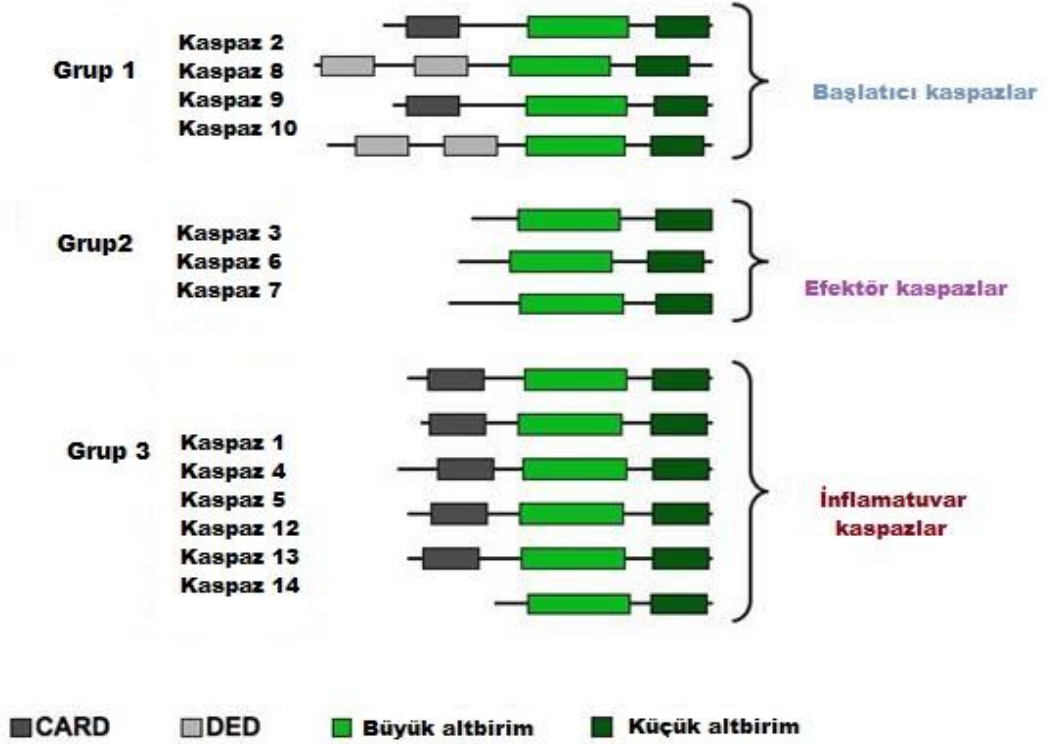 Grup 1
Kaspaz 2
Kaspaz 8
Kaspaz 9
Kaspaz 10
Başlatıcı kaspazlar
Grup2
Kaspaz 3
Kaspaz 6
Kaspaz 7
Efektör kaspazlar
Grup 3
Kaspaz 1
Kaspaz 4
Kaspaz 5
Kaspaz 12
Kaspaz 13
Kaspaz 14
İnflamatuvar
kaspazlar
CARD DED Büyük altbirim Küçük altbirim